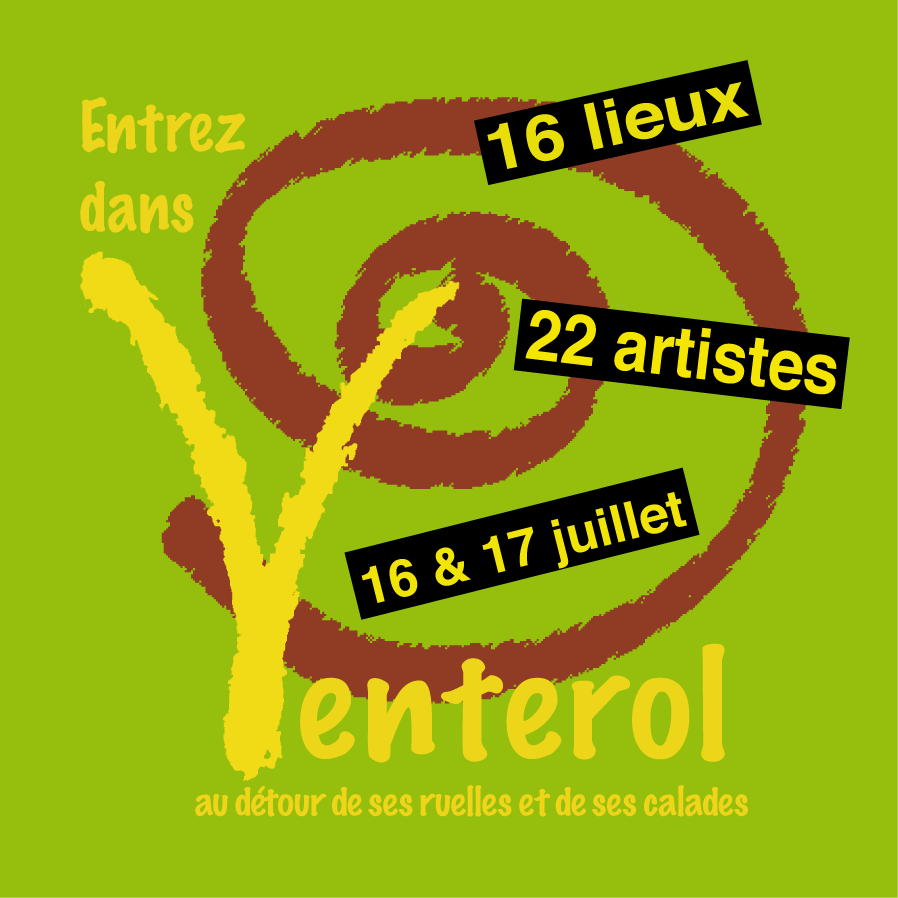 Entrez
dans
16 lieux
22 artistes
16 & 17 juillet
Venterol
au détour de ses ruelles et de ses calades